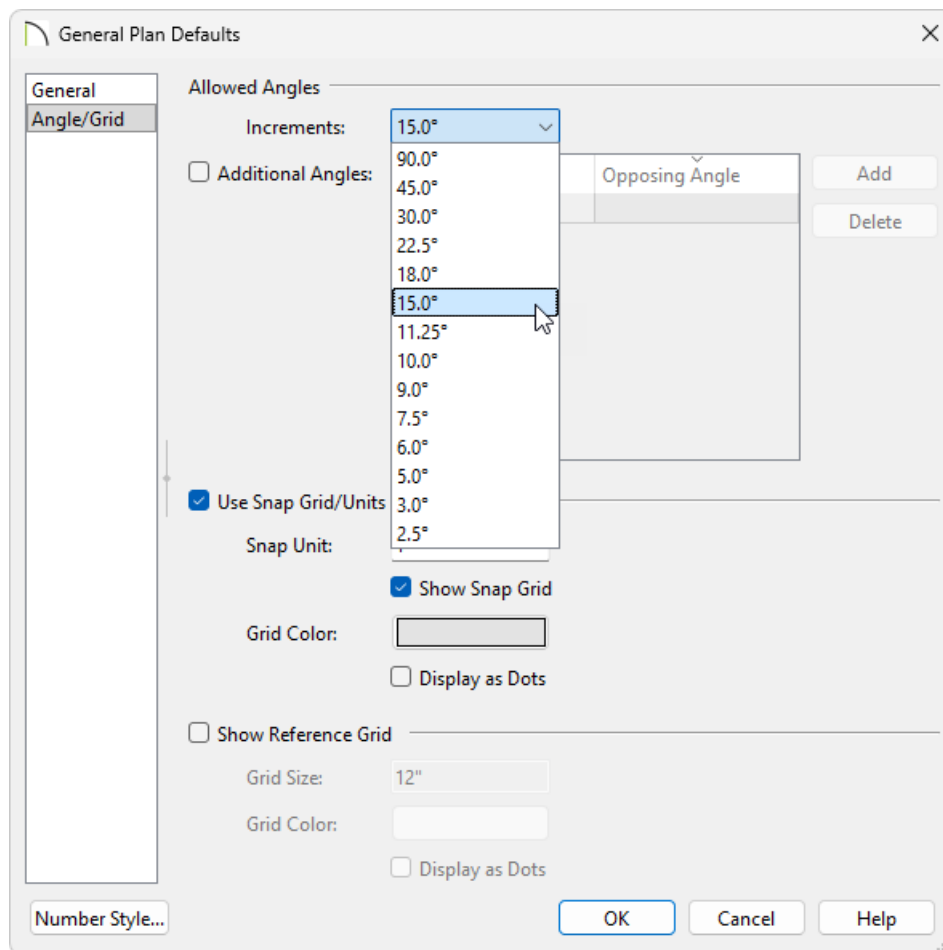 General Plan Defaults
General
Angle/Grid
Allowed Angles
Increments: 15.0°
90.0°
45.0°
30.0°
22.5°
18.0°
15.0°
11.25°
10.0°
9.0°
7.5°
6.0°
5.0°
3.0°
2.5°
Additional Angles:
Opposing Angle
Add
Delete
Use Snap Grid/Units
Snap Unit:
Show Snap Grid
Grid Color:
Display as Dots
Show Reference Grid
Grid Size: 12"
Grid Color:
Display as Dots
Number Style...
OK
Cancel
Help